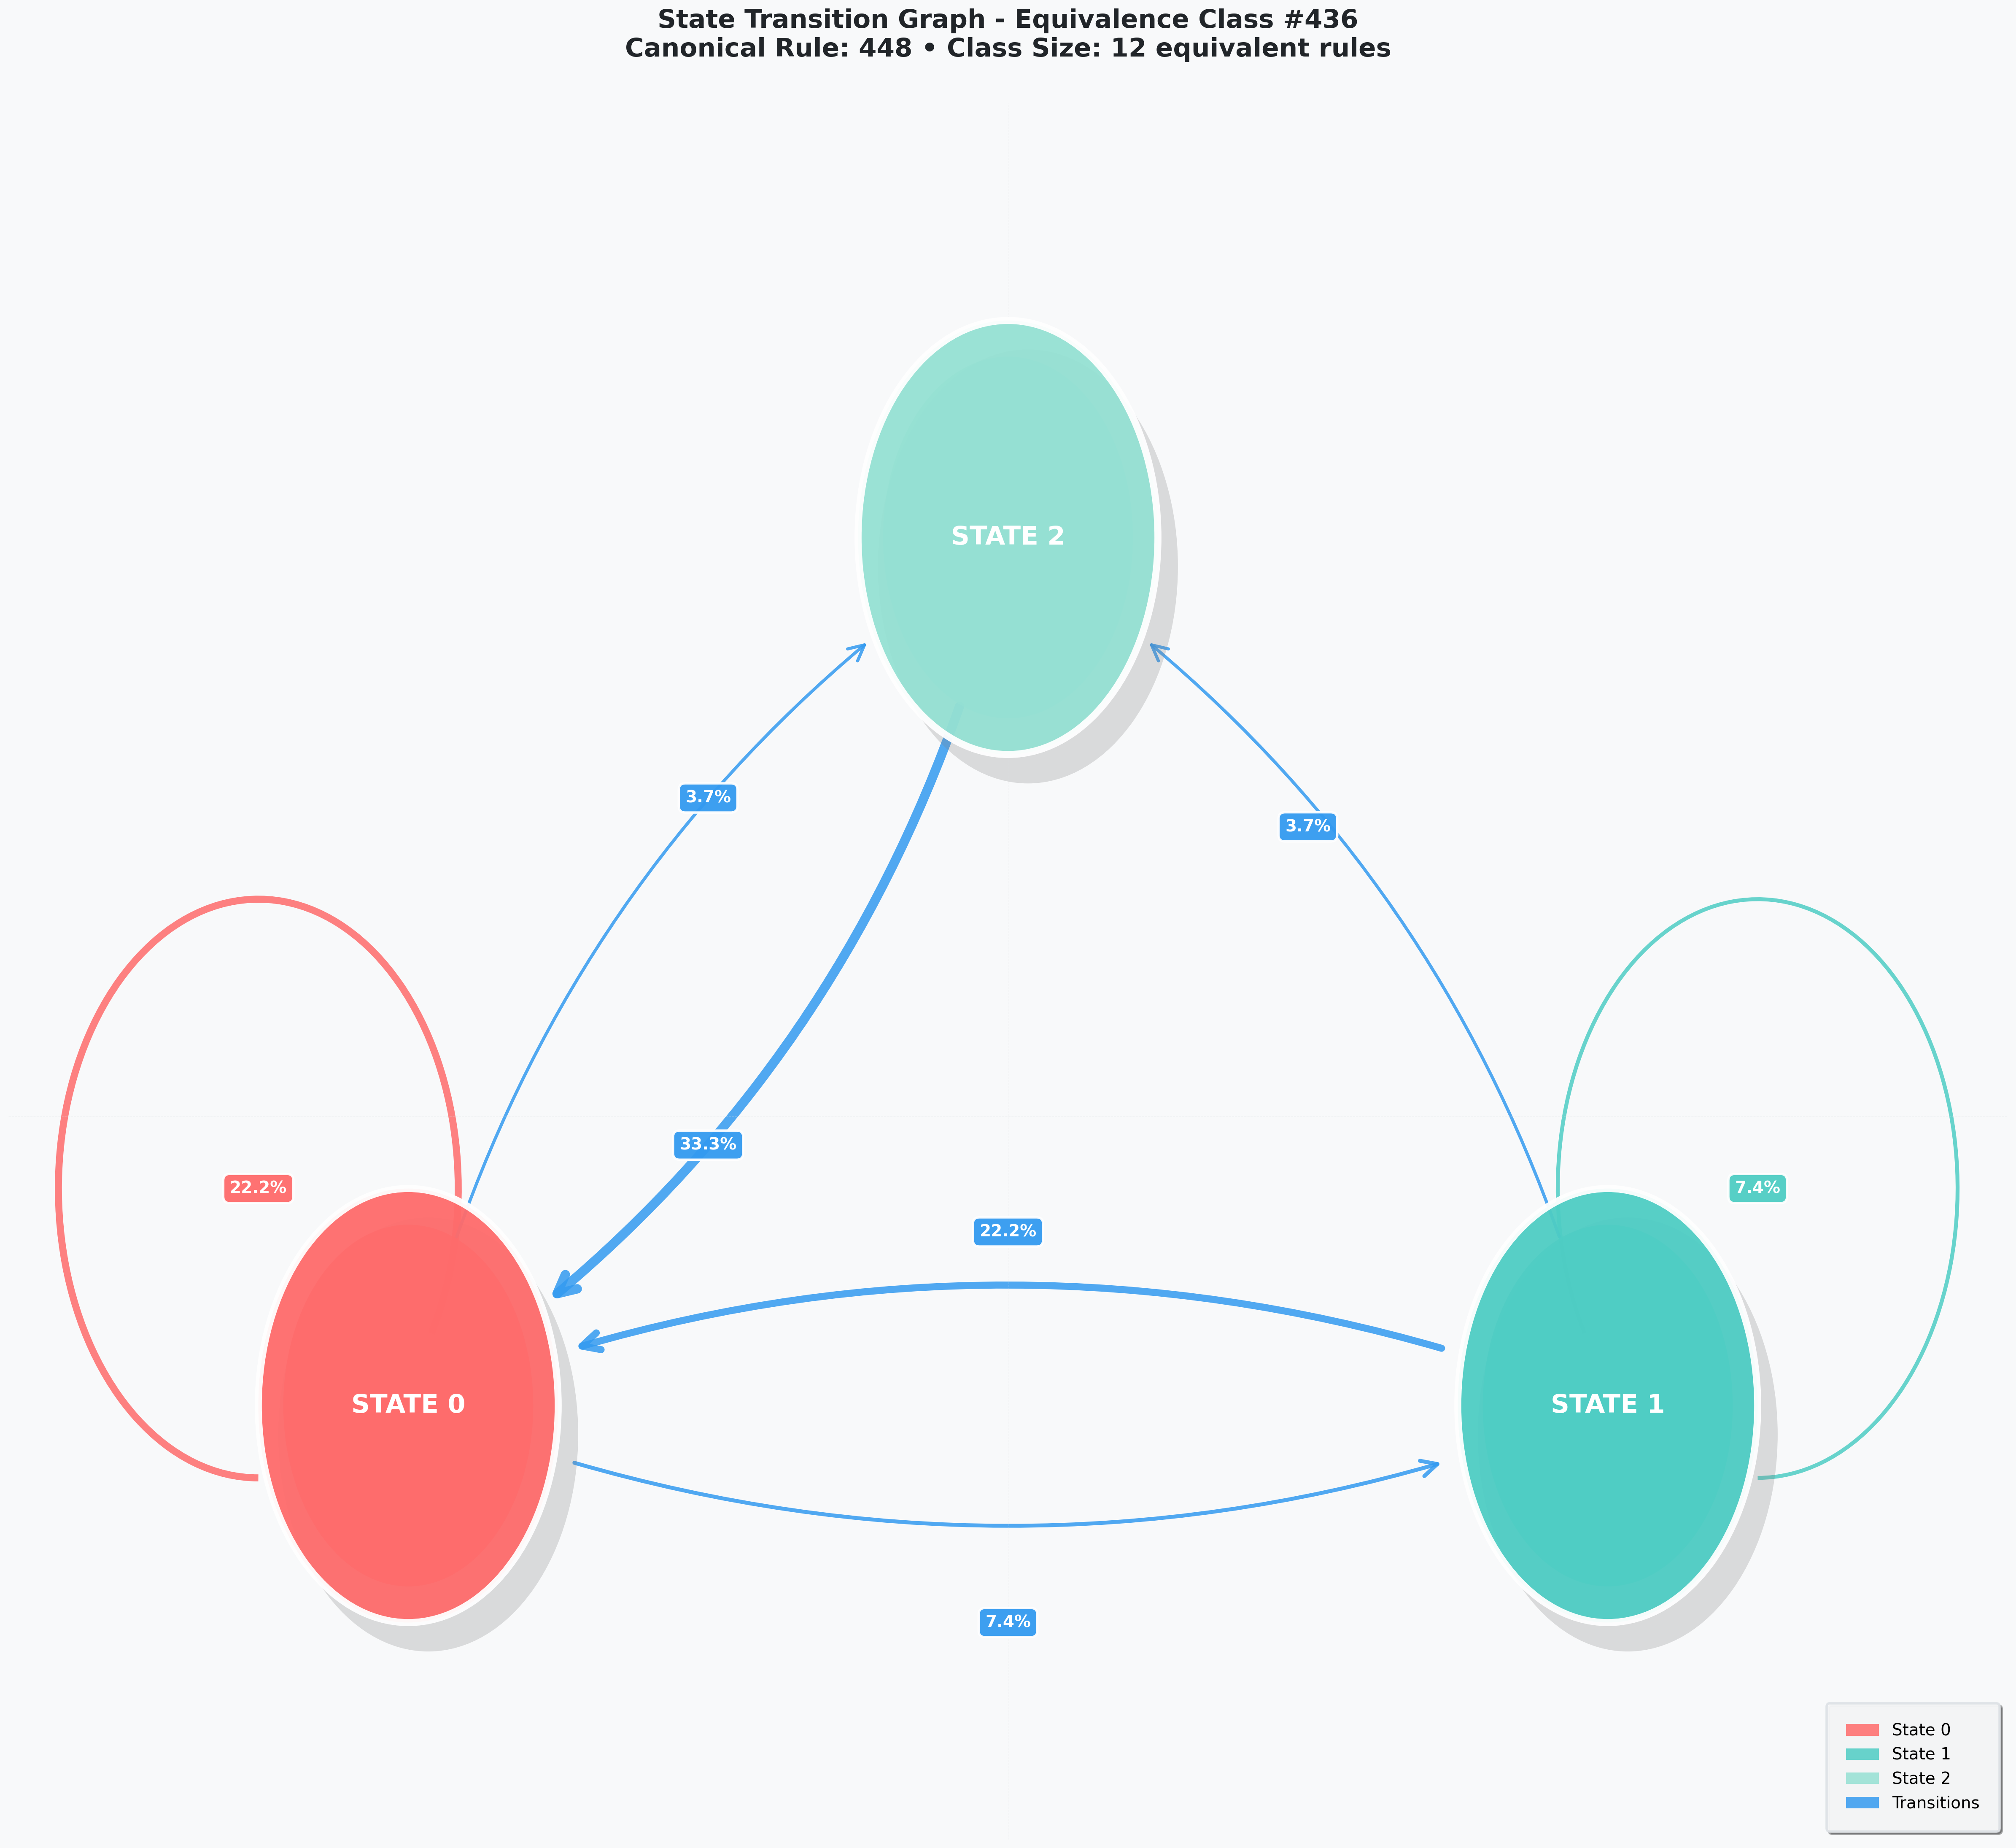 State Transition Graph - Equivalence Class #436
Canonical Rule: 448 • Class Size: 12 equivalent rules
STATE 2
3.7%
3.7%
33.3%
22.2%
7.4%
22.2%
STATE 0
STATE 1
7.4%
State 0
State 1
State 2
Transitions